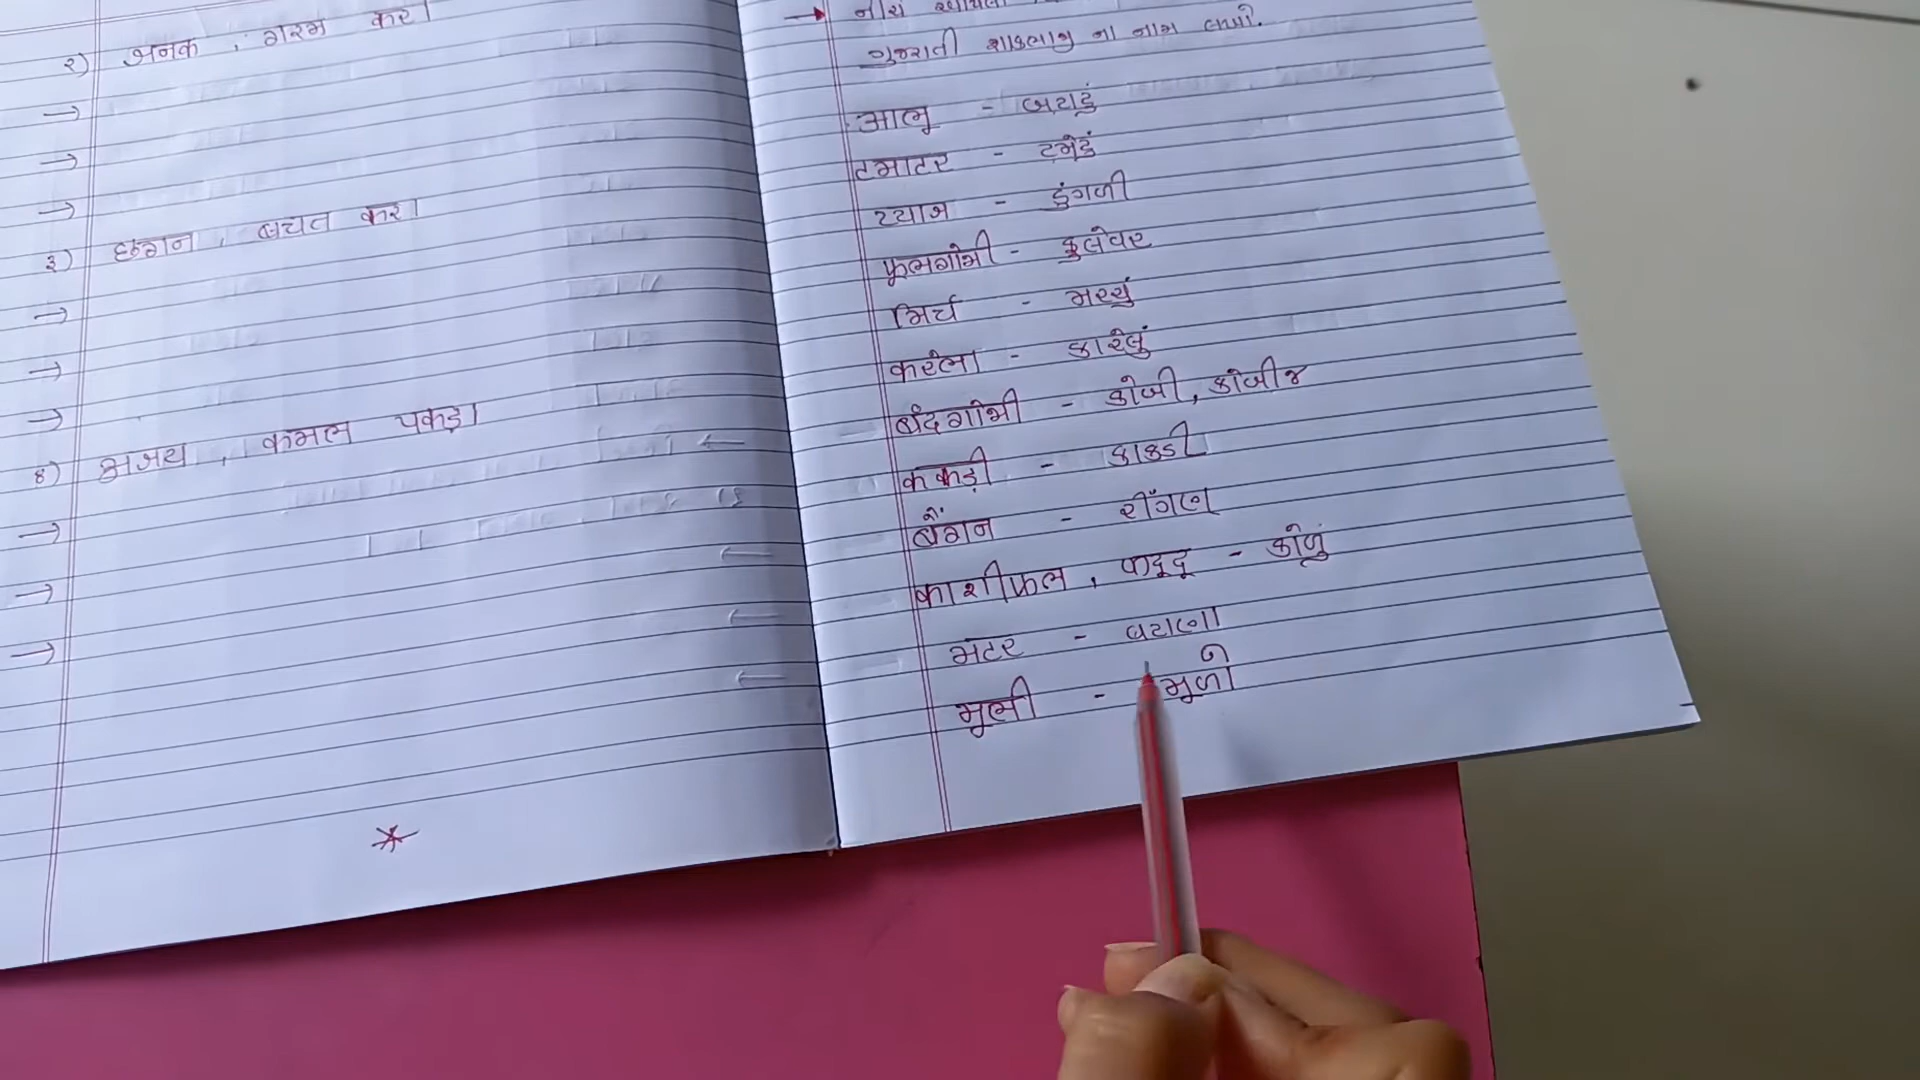 २) अनक , गरम कर।
३) छगन , बचत कर।
४) अजय , कमल पकड़।
ગુજરાતી શાકભાજી ના નામ લખો.
आलू - બટાટું
टमाटर - ટમેટું
प्याज - ડુંગળી
फूलगोभी - ફુલેવર
मिर्च - મરચું
करेला - કારેલું
बंदगोभी - કોબી, કોબીજ
ककड़ी - કાકડી
बैंगन - રીંગણ
काशीफल , कद्दू - કોળું
मटर - વટાણા
मूली - મૂળો